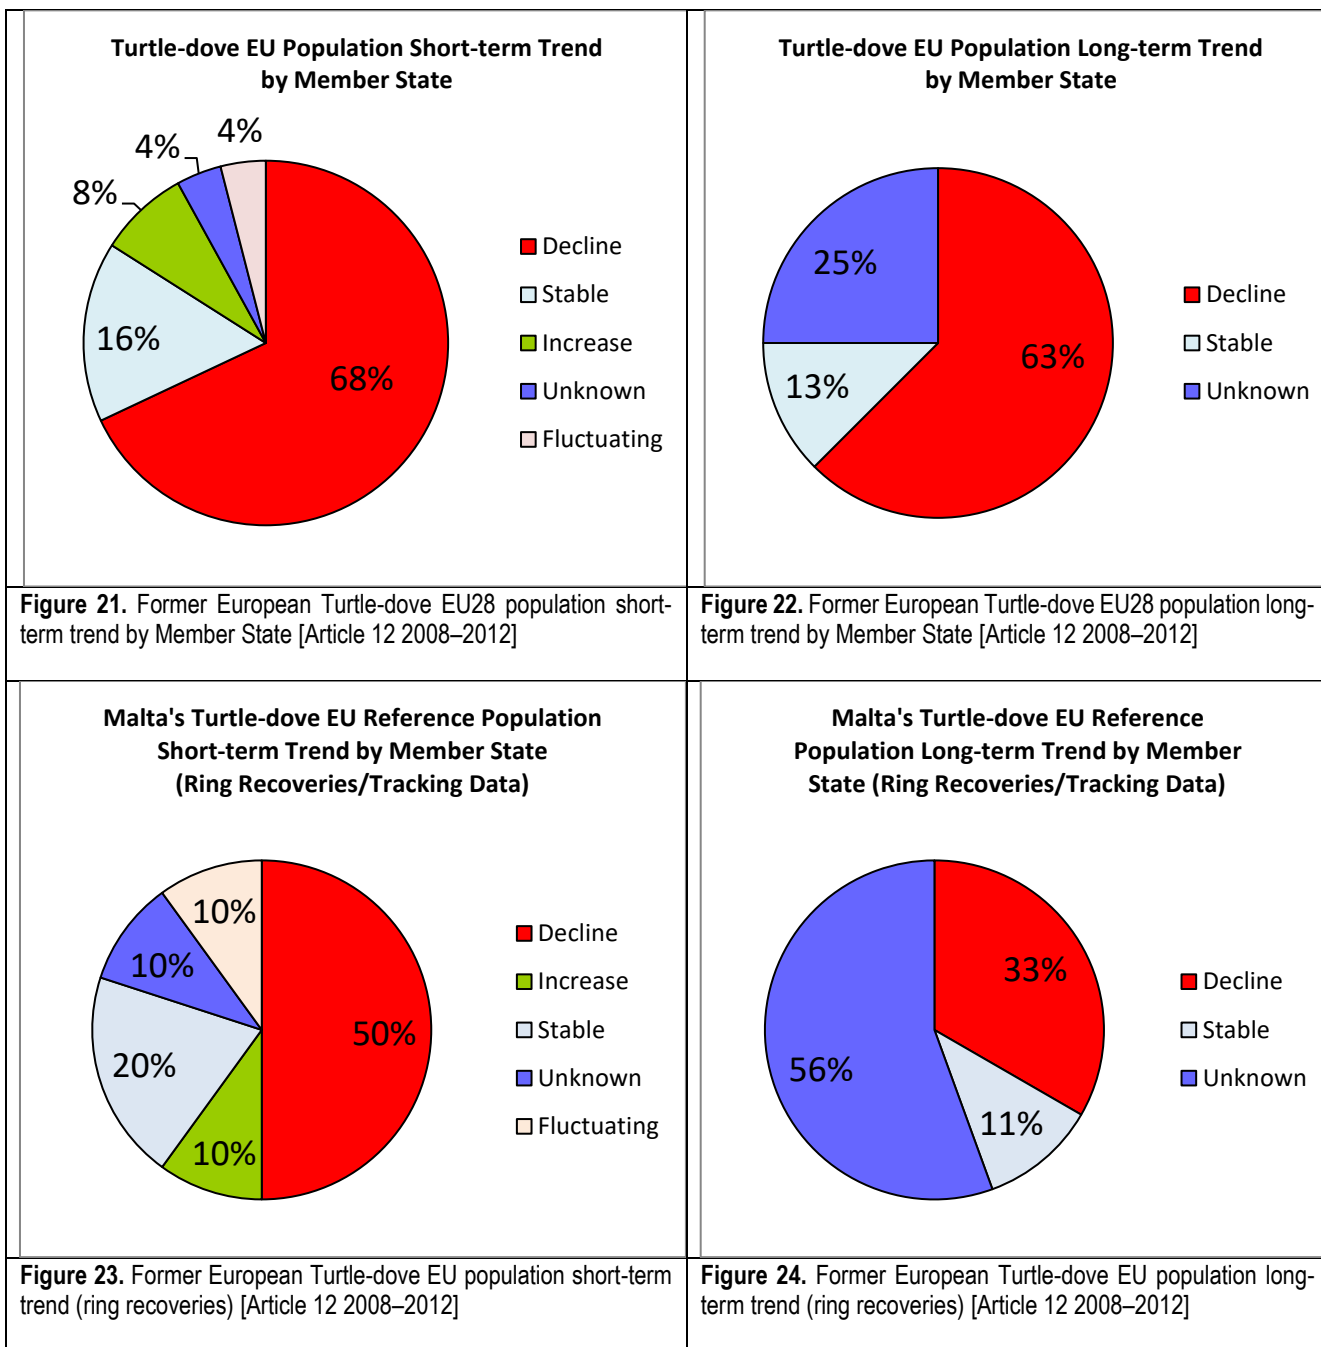 Turtle-dove EU Population Short-term Trend
by Member State
4%
4%
8%
16%
68%
Decline
Stable
Increase
Unknown
Fluctuating
Figure 21. Former European Turtle-dove EU28 population short-
term trend by Member State [Article 12 2008–2012]
Turtle-dove EU Population Long-term Trend
by Member State
25%
13%
63%
Decline
Stable
Unknown
Figure 22. Former European Turtle-dove EU28 population long-
term trend by Member State [Article 12 2008–2012]
Malta's Turtle-dove EU Reference Population
Short-term Trend by Member State
(Ring Recoveries/Tracking Data)
10%
10%
20%
10%
50%
Decline
Increase
Stable
Unknown
Fluctuating
Figure 23. Former European Turtle-dove EU population short-term
trend (ring recoveries) [Article 12 2008–2012]
Malta's Turtle-dove EU Reference
Population Long-term Trend by Member
State (Ring Recoveries/Tracking Data)
33%
56%
11%
Decline
Stable
Unknown
Figure 24. Former European Turtle-dove EU population long-
term trend (ring recoveries) [Article 12 2008–2012]